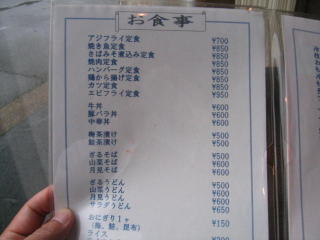 お食事
アジフライ定食 ¥700
焼き魚定食 ¥850
さばみそ煮込み定食 ¥850
焼肉定食 ¥850
ハンバーグ定食 ¥850
鶏から揚げ定食 ¥850
カツ定食 ¥850
エビフライ定食 ¥950
牛丼 ¥600
豚バラ丼 ¥600
中華丼 ¥600
梅茶漬け ¥500
鮭茶漬け ¥500
ざるそば ¥500
山菜そば ¥600
月見そば ¥600
ざるうどん ¥500
山菜うどん ¥600
月見うどん ¥600
サラダうどん ¥650
おにぎり1ヶ ¥150
(梅、鮭、昆布)
ライス